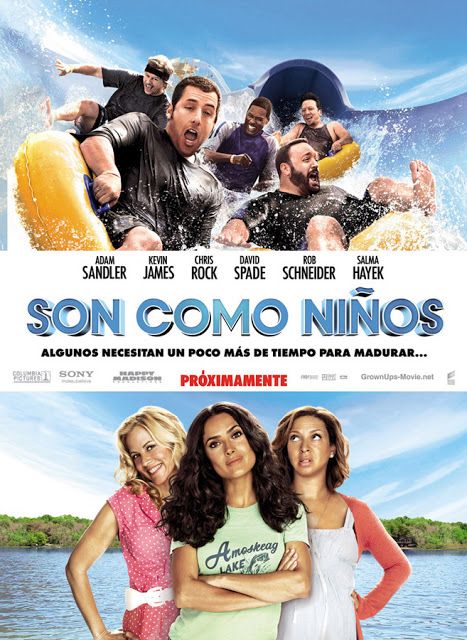 ADAM SANDLER
KEVIN JAMES
CHRIS ROCK
DAVID SPADE
ROB SCHNEIDER
SALMA HAYEK
SON COMO NIÑOS
ALGUNOS NECESITAN UN POCO MÁS DE TIEMPO PARA MADURAR...
COLUMBIA PICTURES
SONY
HAPPY MADISON
PRÓXIMAMENTE
GrownUps-Movie.net
Amoskeag
LAKE